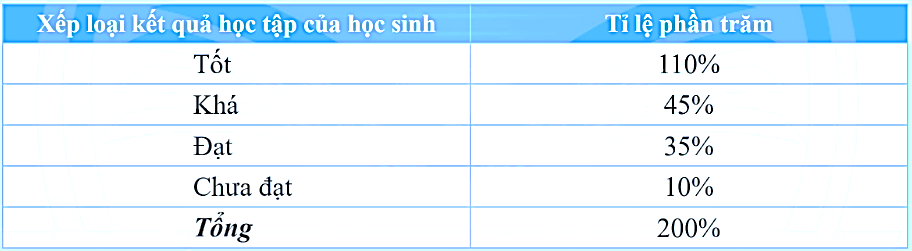 Xếp loại kết quả học tập của học sinh Tỉ lệ phần trăm
Tốt 110%
Khá 45%
Đạt 35%
Chưa đạt 10%
Tổng 200%